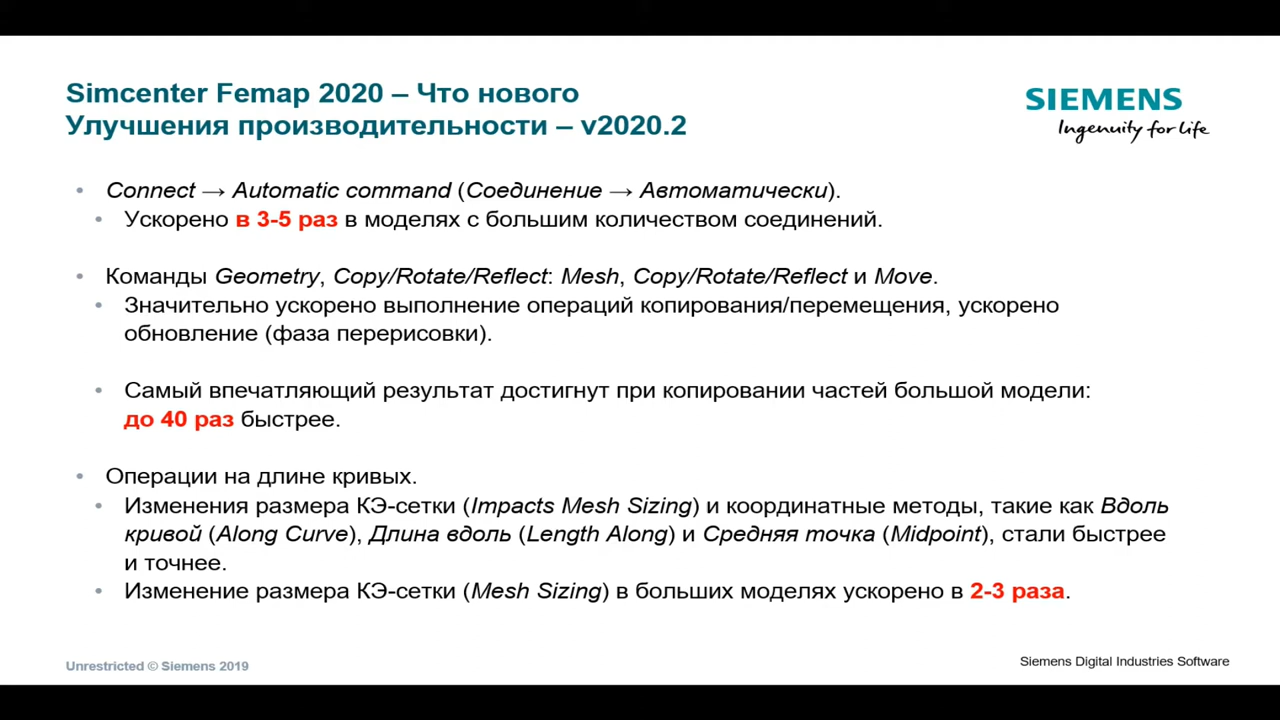 Simcenter Femap 2020 – Что нового
Улучшения производительности – v2020.2
SIEMENS
Ingenuity for life
• Connect → Automatic command (Соединение → Автоматически).
• Ускорено в 3-5 раз в моделях с большим количеством соединений.
• Команды Geometry, Copy/Rotate/Reflect: Mesh, Copy/Rotate/Reflect и Move.
• Значительно ускорено выполнение операций копирования/перемещения, ускорено
обновление (фаза перерисовки).
• Самый впечатляющий результат достигнут при копировании частей большой модели:
до 40 раз быстрее.
• Операции на длине кривых.
• Изменения размера КЭ-сетки (Impacts Mesh Sizing) и координатные методы, такие как Вдоль
кривой (Along Curve), Длина вдоль (Length Along) и Средняя точка (Midpoint), стали быстрее
и точнее.
• Изменение размера КЭ-сетки (Mesh Sizing) в больших моделях ускорено в 2-3 раза.
Unrestricted © Siemens 2019
Siemens Digital Industries Software